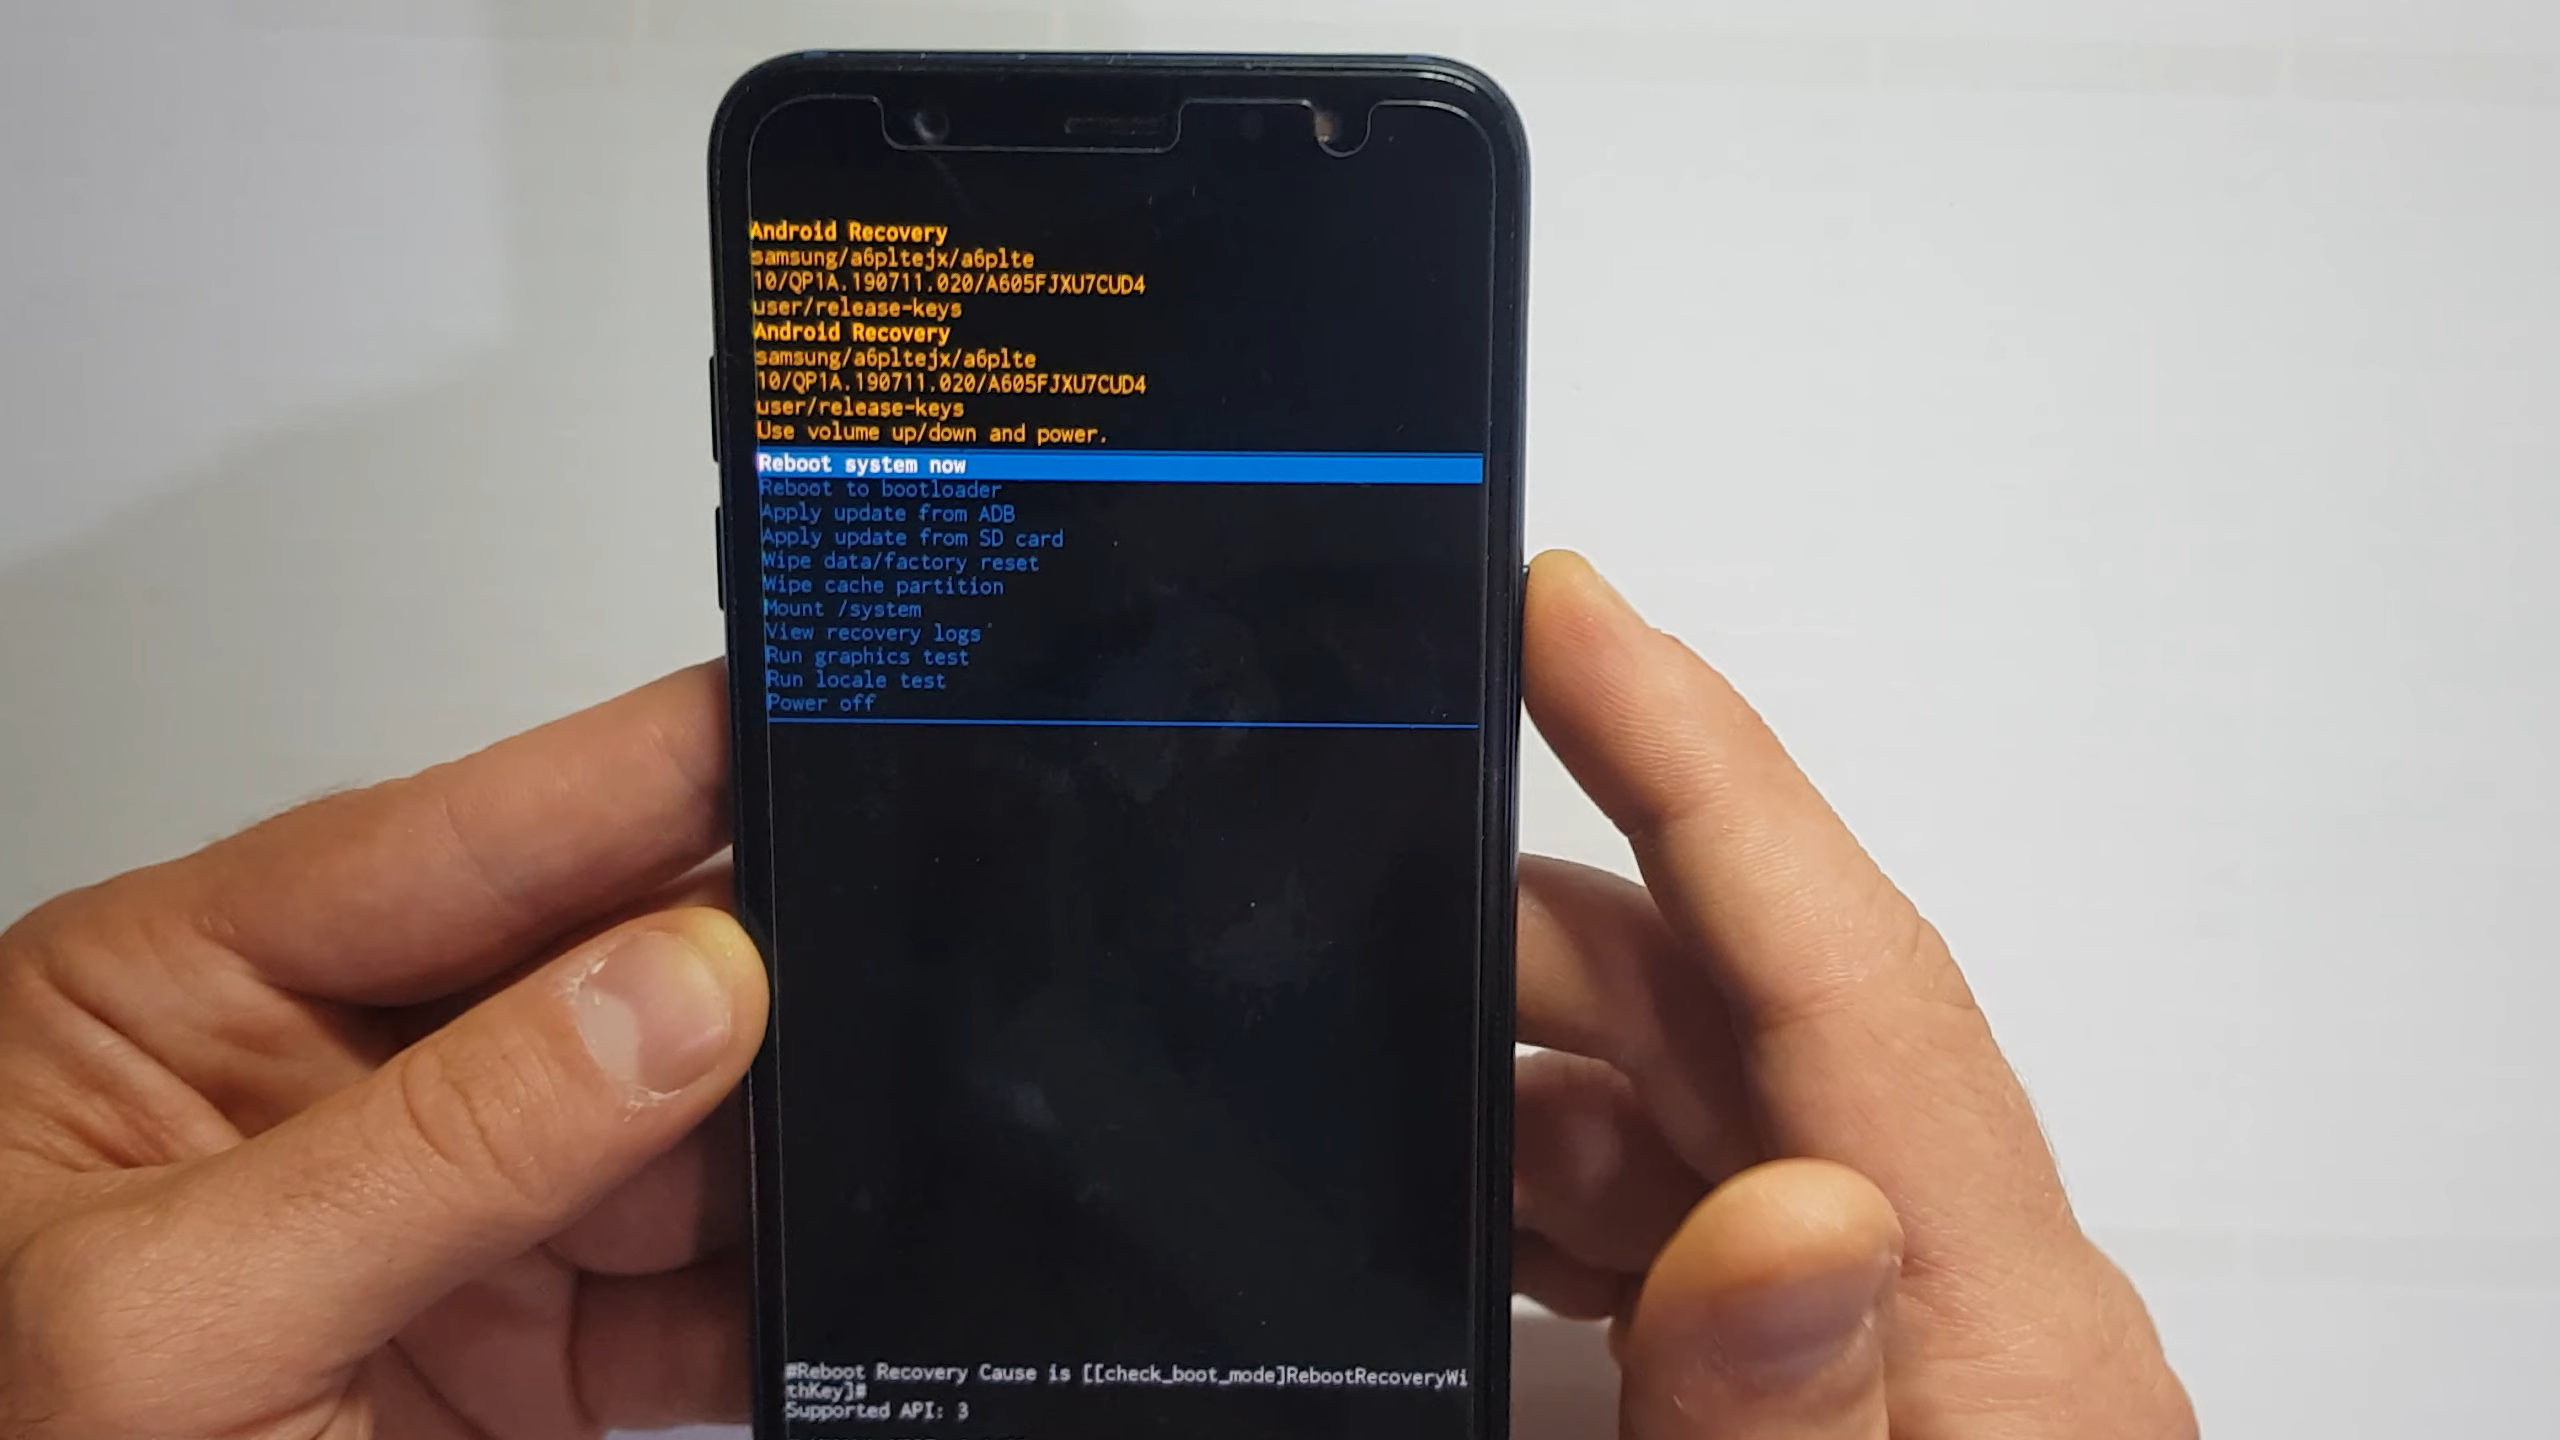 Android Recovery
samsung/a6pltejx/a6plte
10/QP1A.190711.020/A605FJXU7CUD4
user/release-keys
Android Recovery
samsung/a6pltejx/a6plte
10/QP1A.190711.020/A605FJXU7CUD4
user/release-keys
Use volume up/down and power.
Reboot system now
Reboot to bootloader
Apply update from ADB
Apply update from SD card
Wipe data/factory reset
Wipe cache partition
Mount /system
View recovery logs
Run graphics test
Run locale test
Power off
#Reboot Recovery Cause is [[check_boot_mode]RebootRecoveryWi
thKey]#
Supported API: 3